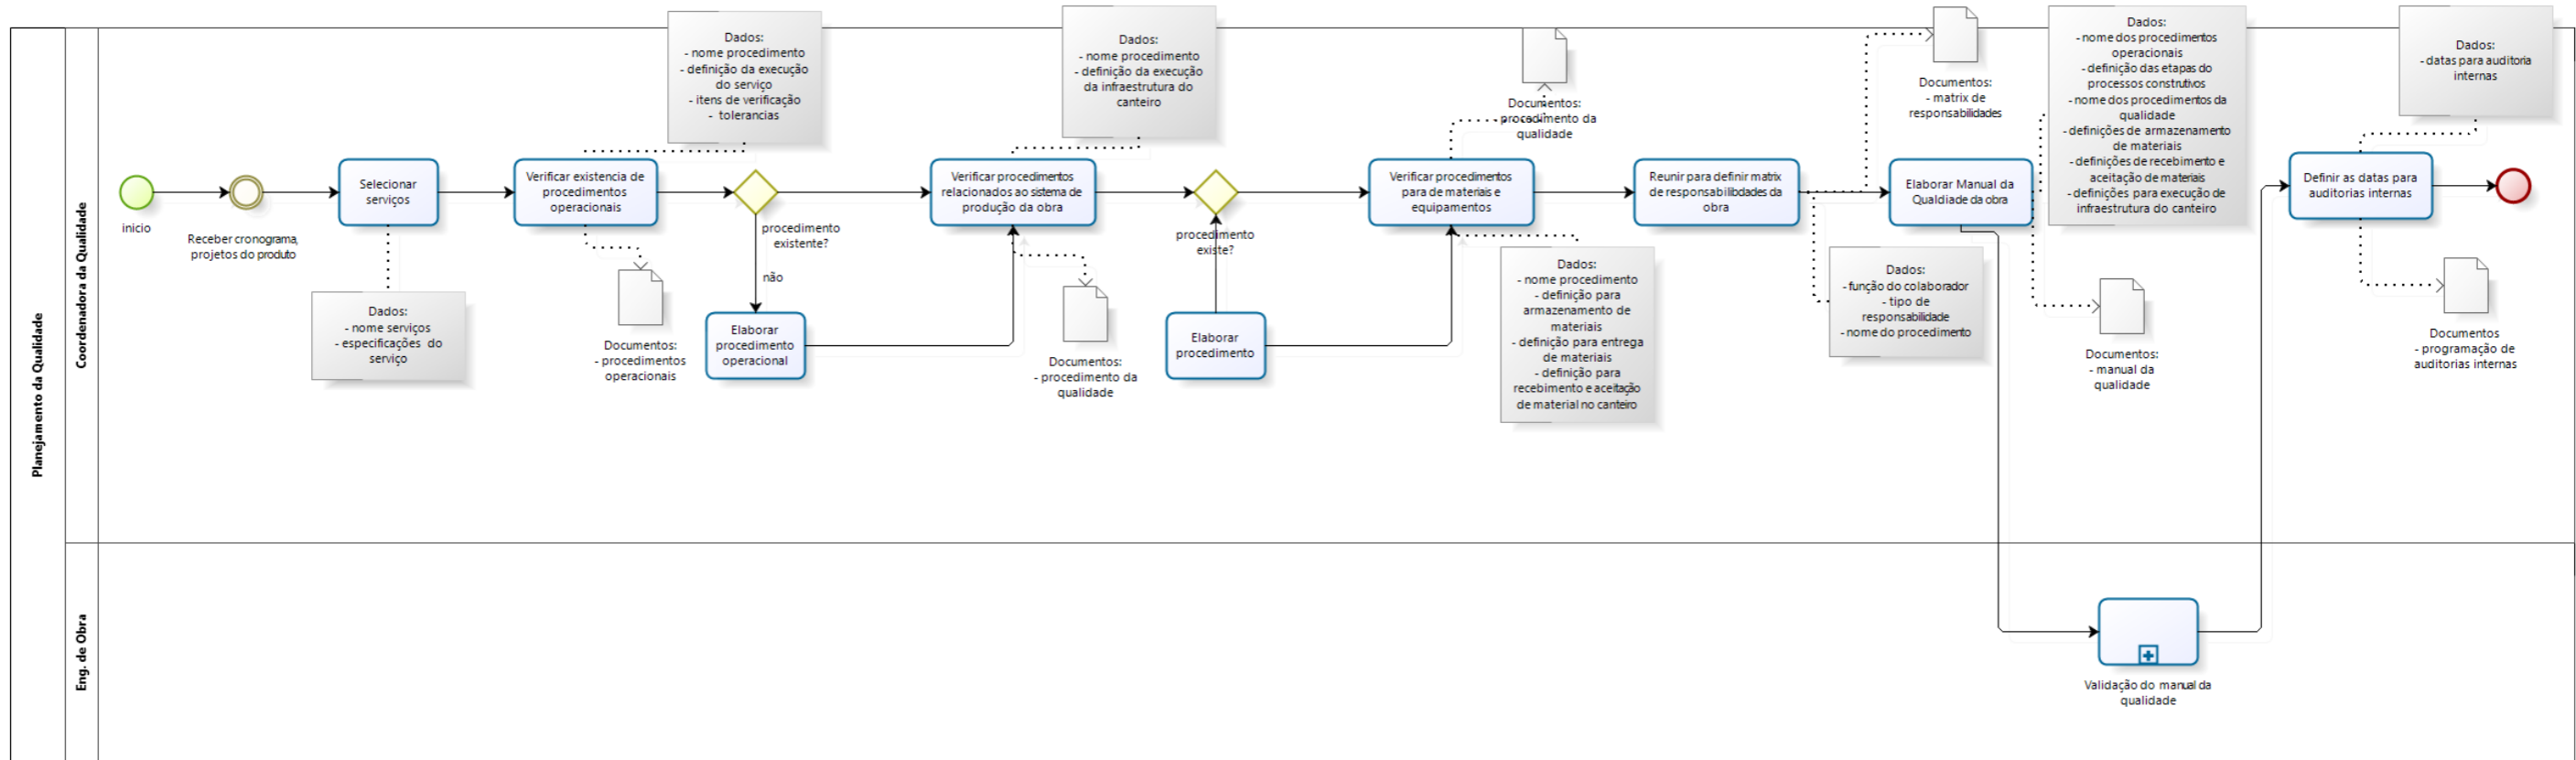 Planejamento da Qualidade
Coordenadora da Qualidade
Eng. de Obra
inicio
Receber cronograma,
projetos do produto
Selecionar
serviços
Dados:
- nome serviços
- especificações do
serviço
Verificar existencia de
procedimentos
operacionais
Dados:
- nome procedimento
- definição da execução
do serviço
- itens de verificação
- tolerancias
Documentos:
- procedimentos
operacionais
procedimento
existente?
não
Elaborar
procedimento
operacional
Verificar procedimentos
relacionados ao sistema de
produção da obra
Dados:
- nome procedimento
- definição da execução
da infraestrutura do
canteiro
Documentos:
- procedimento da
qualidade
procedimento
existe?
Elaborar
procedimento
Verificar procedimentos
para de materiais e
equipamentos
Documentos:
- procedimento da
qualidade
Dados:
- nome procedimento
- definição para
armazenamento de
materiais
- definição para entrega
de materiais
- definição para
recebimento e aceitação
de material no canteiro
Reunir para definir matrix
de responsabilibdades da
obra
Documentos:
- matrix de
responsabilidades
Dados:
- função do colaborador
- tipo de
responsabilidade
- nome do procedimento
Elaborar Manual da
Qualdiade da obra
Dados:
- nome dos procedimentos
operacionais
- definição das etapas do
processos construtivos
- nome dos procedimentos da
qualidade
- definições de armazenamento
de materiais
- definições de recebimento e
aceitação de materiais
- definições para execução de
infraestrutura do canteiro
Documentos:
- manual da
qualidade
Validação do manual da
qualidade
Definir as datas para
auditorias internas
Dados:
- datas para auditoria
internas
Documentos
- programação de
auditorias internas